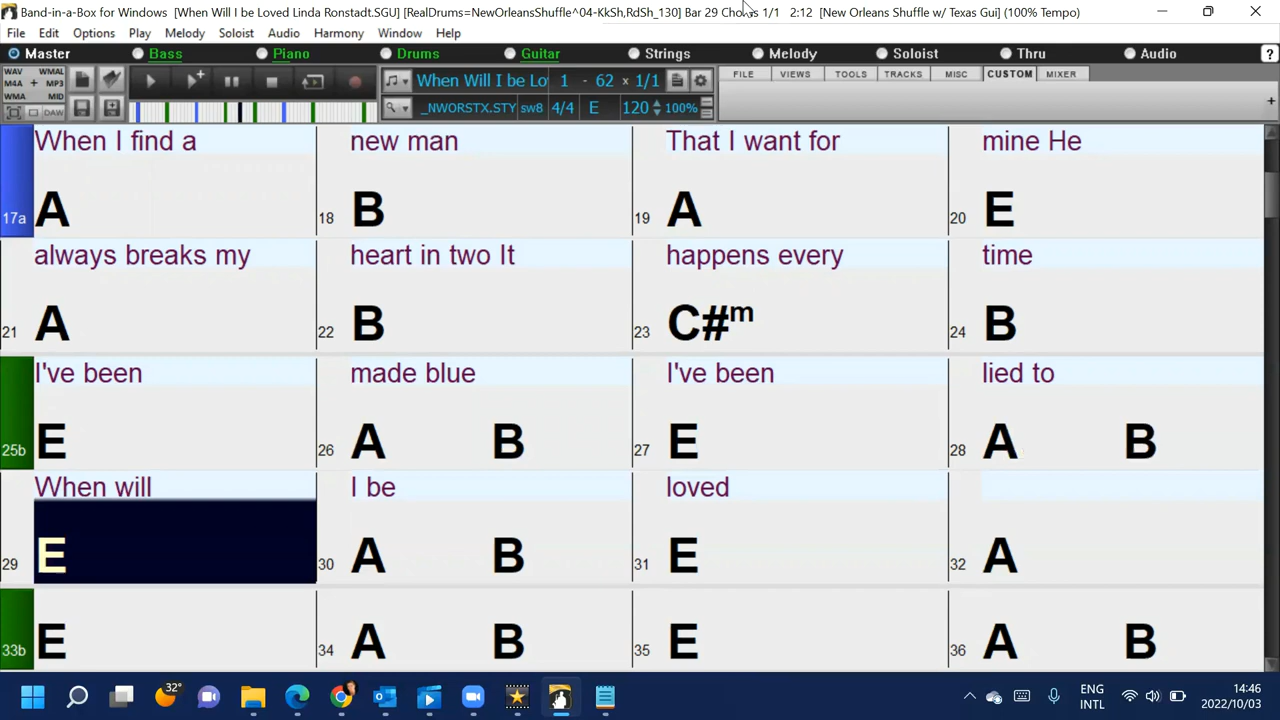 Band-in-a-Box for Windows [When Will I be Loved Linda Ronstadt.SGU] [RealDrums=NewOrleansShuffle^04-KkSh,RdSh_130] Bar 29 Chorus 1/1 2:12 [New Orleans Shuffle w/ Texas Gui] (100% Tempo)
File Edit Options Play Melody Soloist Audio Harmony Window Help
Master Bass Piano Drums Guitar Strings Melody Soloist Thru Audio ?
WAV WMAL
M4A + MP3
WMA MID
DAW
When Will I be Lo 1 - 62 x 1/1
_NWORSTX.STY sw8 4/4 E 120 100%
FILE VIEWS TOOLS TRACKS MISC CUSTOM MIXER
+
When I find a new man That I want for mine He
17a A 18 B 19 A 20 E
always breaks my heart in two It happens every time
21 A 22 B 23 C#m 24 B
I've been made blue I've been lied to
25b E 26 A B 27 E 28 A B
When will I be loved
29 E 30 A B 31 E 32 A
33b E 34 A B 35 E 36 A B
32°
ENG
INTL
14:46
2022/10/03